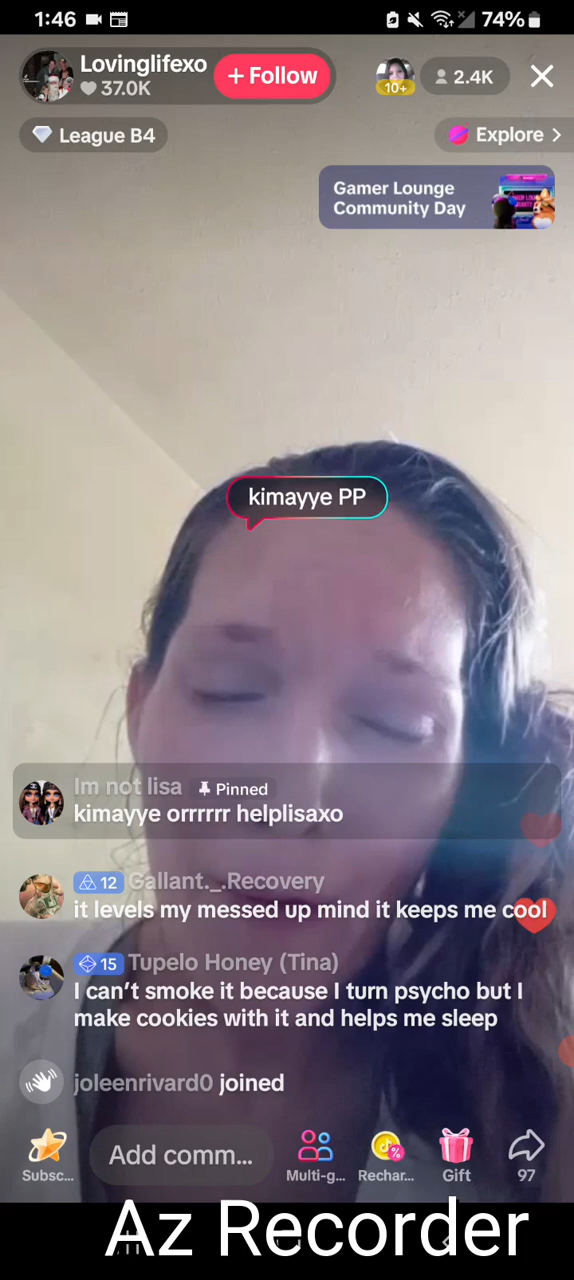 1:46
74%
Lovinglifexo
37.0K
+ Follow
10+
2.4K
League B4
Explore >
Gamer Lounge
Community Day
kimayye PP
Im not lisa Pinned
kimayye orrrrrr helplisaxo
12 Gallant._.Recovery
it levels my messed up mind it keeps me cool
15 Tupelo Honey (Tina)
I can't smoke it because I turn psycho but I
make cookies with it and helps me sleep
joleenrivard0 joined
Add comm...
Subsc...
Multi-g...
Rechar...
Gift
97
Az Recorder